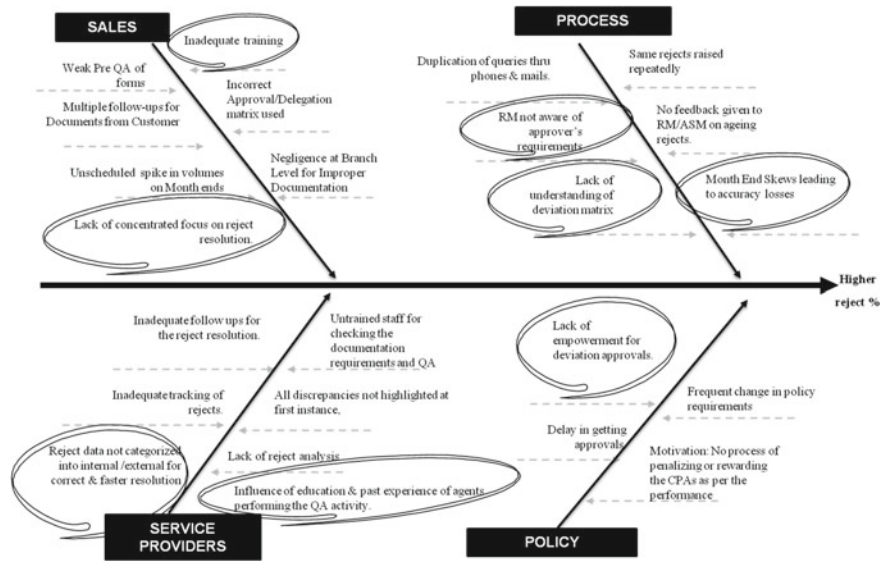 SALES
Inadequate training
Weak Pre QA of
forms
Incorrect
Approval/Delegation
matrix used
Multiple follow-ups for
Documents from Customer
Unscheduled spike in volumes
on Month ends
Negligence at Branch
Level for Improper
Documentation
Lack of concentrated focus on reject
resolution.
PROCESS
Duplication of queries thru
phones & mails.
Same rejects raised
repeatedly
RM not aware of
approver's
requirements
No feedback given to
RM/ASM on ageing
rejects.
Lack of
understanding of
deviation matrix
Month End Skews leading
to accuracy losses
Higher
reject %
Inadequate follow ups for
the reject resolution.
Untrained staff for
checking the
documentation
requirements and QA
Inadequate tracking of
rejects.
All discrepancies not highlighted at
first instance,
Reject data not categorized
into internal /external for
correct & faster resolution
Lack of reject analysis
Influence of education & past experience of agents
performing the QA activity.
SERVICE
PROVIDERS
Lack of
empowerment for
deviation approvals.
Frequent change in policy
requirements
Delay in getting
approvals
Motivation: No process of
penalizing or rewarding
the CPAs as per the
performance
POLICY